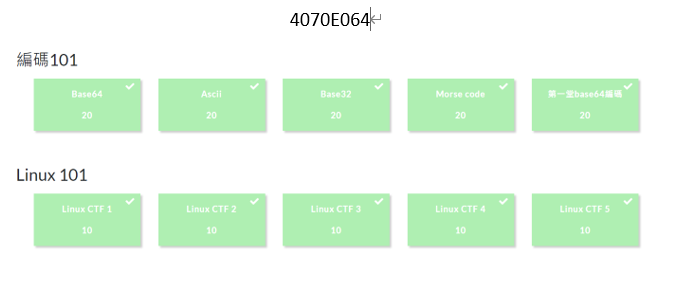 4070E064
編碼101
Base64 Ascii Base32 Morse code 第一堂base64編碼
20 20 20 20 20
Linux 101
Linux CTF 1 Linux CTF 2 Linux CTF 3 Linux CTF 4 Linux CTF 5
10 10 10 10 10